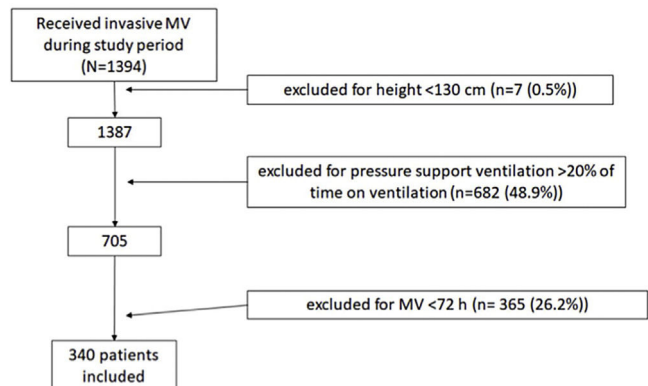 Received invasive MV
during study period
(N=1394)
excluded for height <130 cm (n=7 (0.5%))
1387
excluded for pressure support ventilation >20% of
time on ventilation (n=682 (48.9%))
705
excluded for MV <72 h (n= 365 (26.2%))
340 patients
included